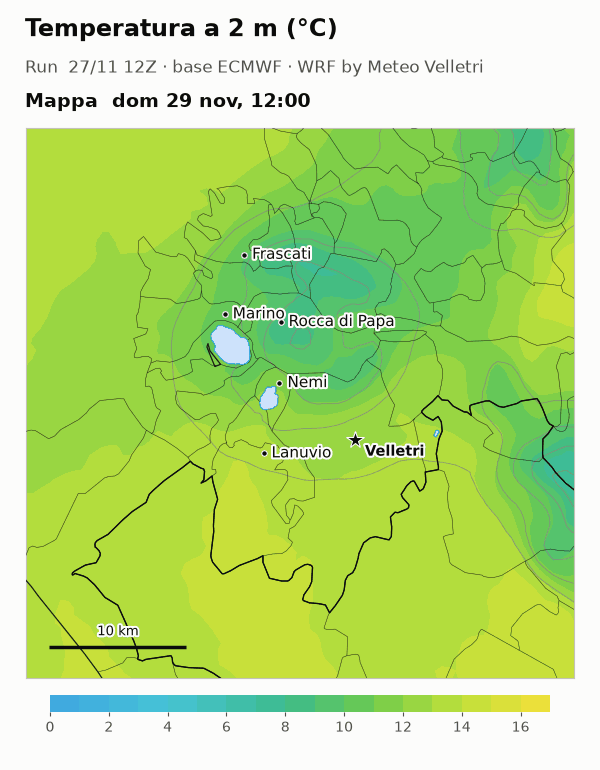 Temperatura a 2 m (°C)
Run 27/11 12Z · base ECMWF · WRF by Meteo Velletri
Mappa dom 29 nov, 12:00
Frascati
Marino
Rocca di Papa
Nemi
Velletri
Lanuvio
10 km
0 2 4 6 8 10 12 14 16